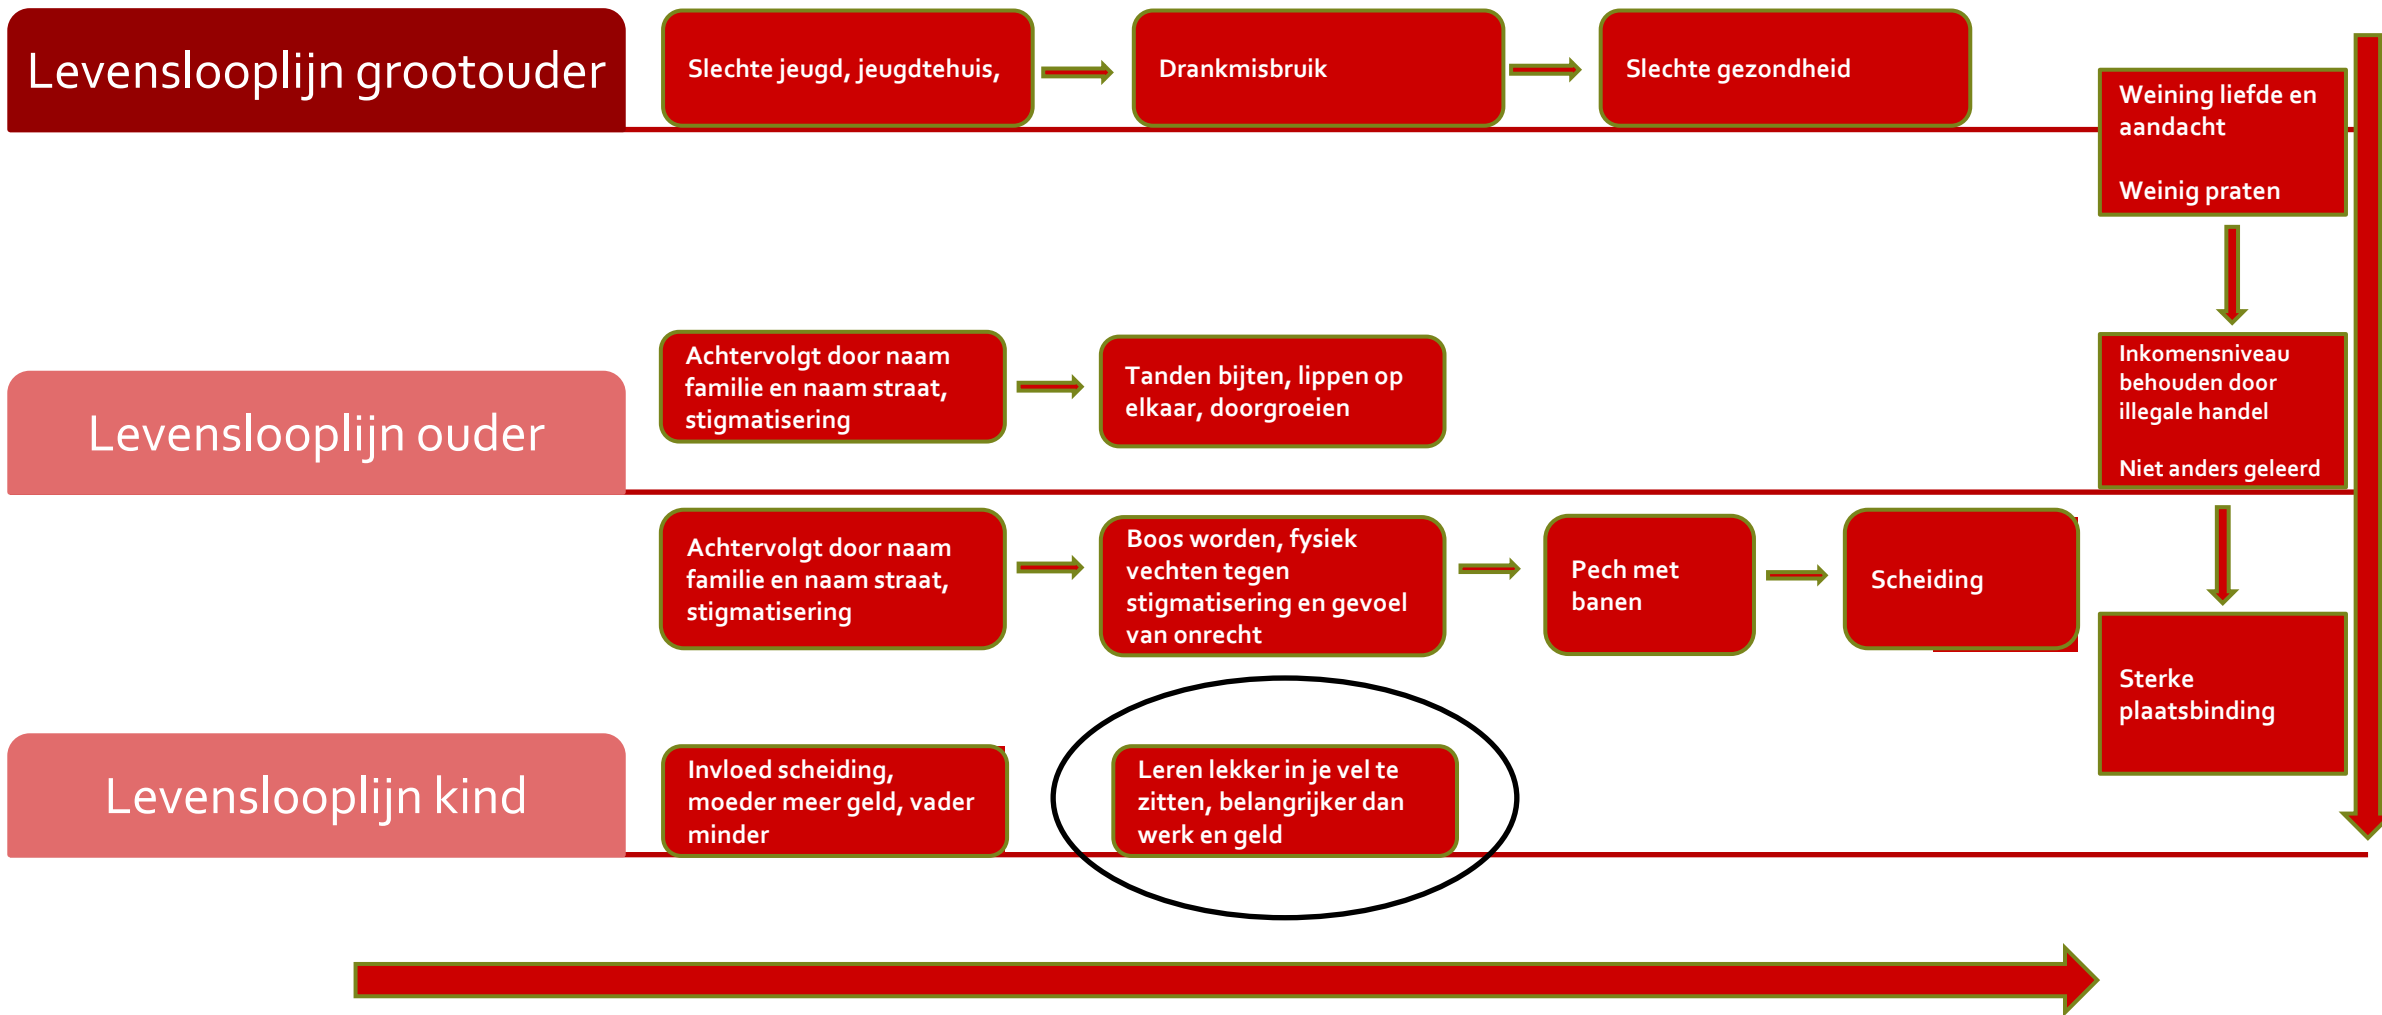 Levenslooplijn grootouder
Slechte jeugd, jeugdtehuis,
Drankmisbruik
Slechte gezondheid
Weining liefde en
aandacht
Weinig praten
Levenslooplijn ouder
Achtervolgt door naam
familie en naam straat,
stigmatisering
Tanden bijten, lippen op
elkaar, doorgroeien
Inkomensniveau
behouden door
illegale handel
Niet anders geleerd
Achtervolgt door naam
familie en naam straat,
stigmatisering
Boos worden, fysiek
vechten tegen
stigmatisering en gevoel
van onrecht
Pech met
banen
Scheiding
Sterke
plaatsbinding
Levenslooplijn kind
Invloed scheiding,
moeder meer geld, vader
minder
Leren lekker in je vel te
zitten, belangrijker dan
werk en geld